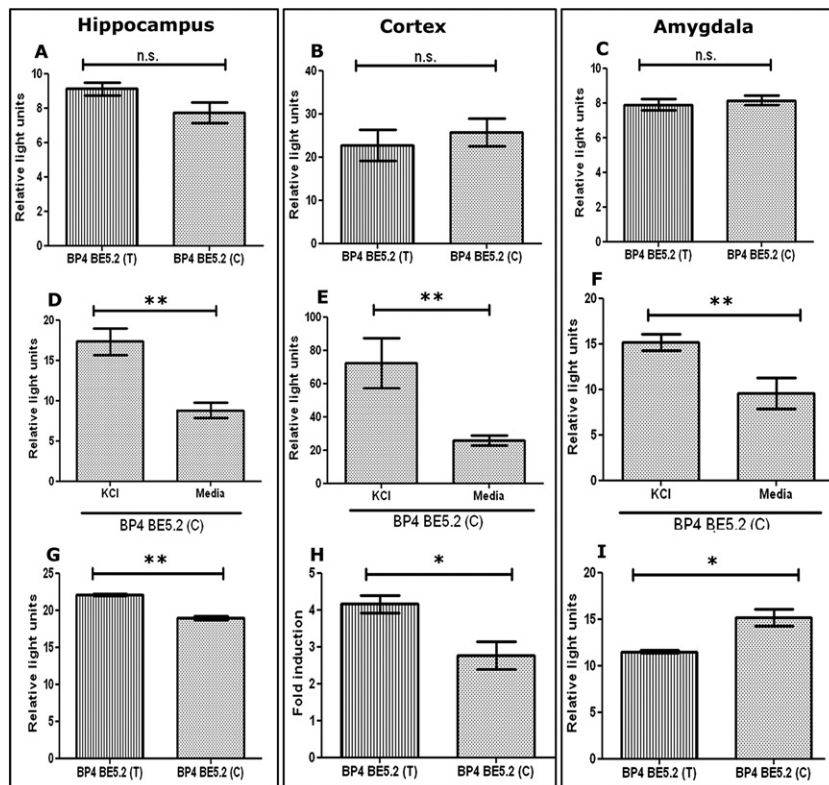 Hippocampus
A
n.s.
Relative light units
10
8
6
4
2
0
BP4 BE5.2 (T)
BP4 BE5.2 (C)
D
**
Relative light units
20
15
10
5
0
KCl
Media
BP4 BE5.2 (C)
G
**
Relative light units
25
20
15
10
5
0
BP4 BE5.2 (T)
BP4 BE5.2 (C)
Cortex
B
n.s.
Relative light units
40
30
20
10
0
BP4 BE5.2 (T)
BP4 BE5.2 (C)
E
**
Relative light units
100
80
60
40
20
0
KCl
Media
BP4 BE5.2 (C)
H
*
Fold induction
5
4
3
2
1
0
BP4 BE5.2 (T)
BP4 BE5.2 (C)
Amygdala
C
n.s.
Relative light units
10
8
6
4
2
0
BP4 BE5.2 (T)
BP4 BE5.2 (C)
F
**
Relative light units
20
15
10
5
0
KCl
Media
BP4 BE5.2 (C)
I
*
Relative light units
20
15
10
5
0
BP4 BE5.2 (T)
BP4 BE5.2 (C)